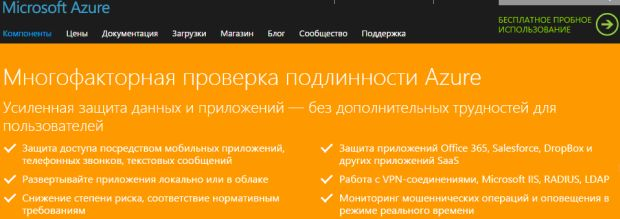 Microsoft Azure
БЕСПЛАТНОЕ ПРОБНОЕ
ИСПОЛЬЗОВАНИЕ
Компоненты Цены Документация Загрузки Магазин Блог Сообщество Поддержка
Многофакторная проверка подлинности Azure
Усиленная защита данных и приложений — без дополнительных трудностей для
пользователей
Защита доступа посредством мобильных приложений,
телефонных звонков, текстовых сообщений
Развертывайте приложения локально или в облаке
Снижение степени риска, соответствие нормативным
требованиям
Защита приложений Office 365, Salesforce, DropBox и
других приложений SaaS
Работа с VPN-соединениями, Microsoft IIS, RADIUS, LDAP
Мониторинг мошеннических операций и оповещения в
режиме реального времени